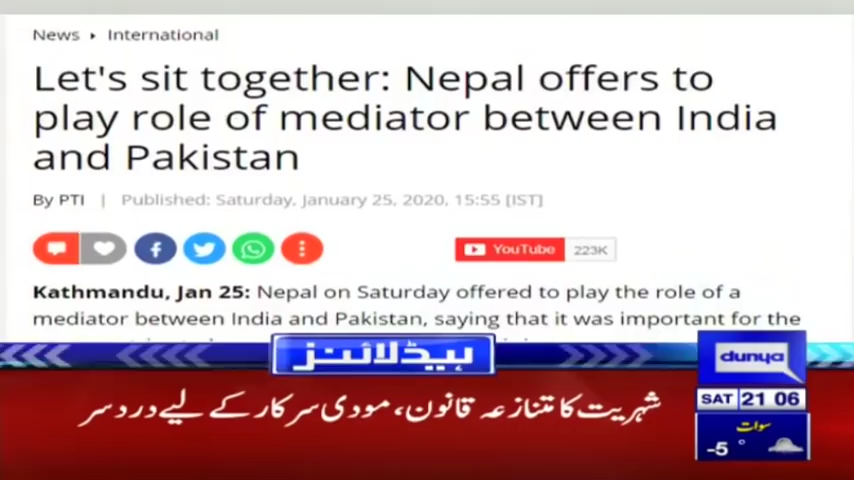 News ▸ International
Let's sit together: Nepal offers to
play role of mediator between India
and Pakistan
By PTI | Published: Saturday, January 25, 2020, 15:55 [IST]
YouTube 223K
Kathmandu, Jan 25: Nepal on Saturday offered to play the role of a
mediator between India and Pakistan, saying that it was important for the
ہیڈلائنز
dunya
SAT 21 06
شہریت کا متنازعہ قانون، مودی سرکار کے لیے درد سر
سوات
-5°